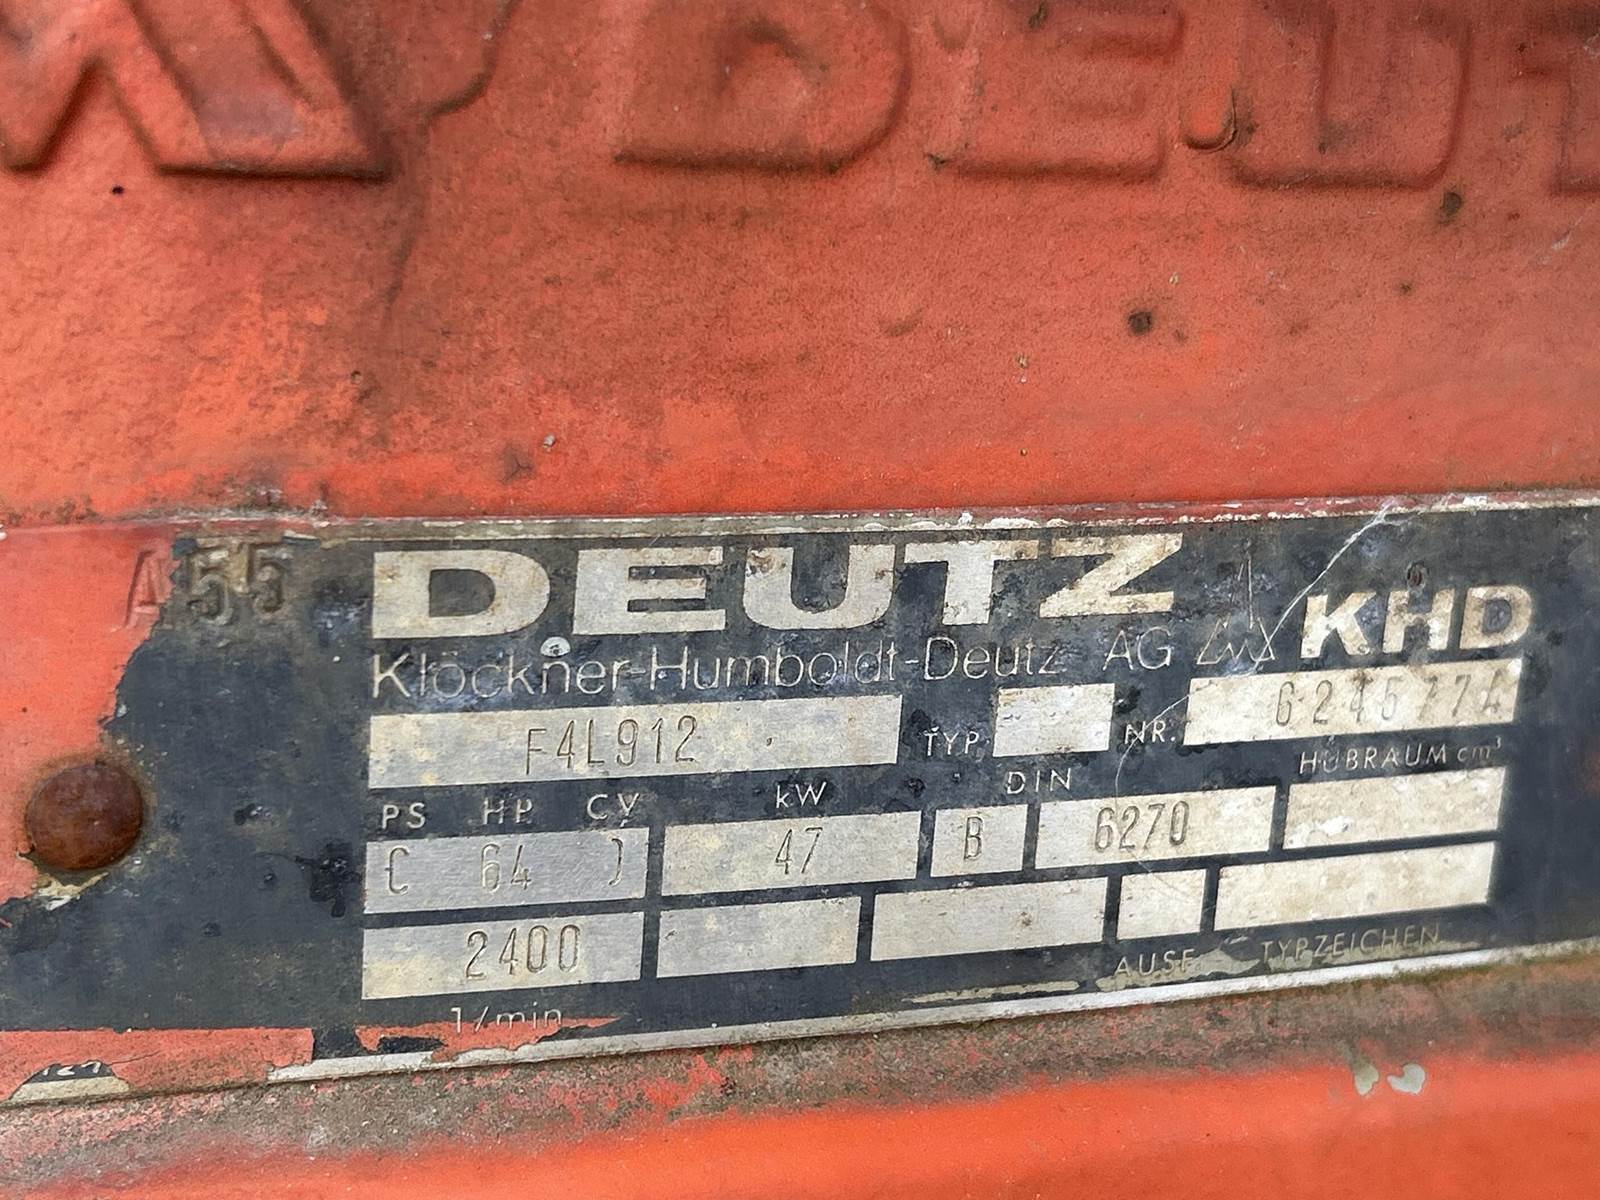 DEUT
A55
DEUTZ
Klöckner-Humboldt-Deutz AG KHD
F4L912 TYP. NR. 6245774
PS HP CV kW DIN HUBRAUM cm³
( 64 ) 47 B 6270
2400
1/min AUSF. TYPZEICHEN